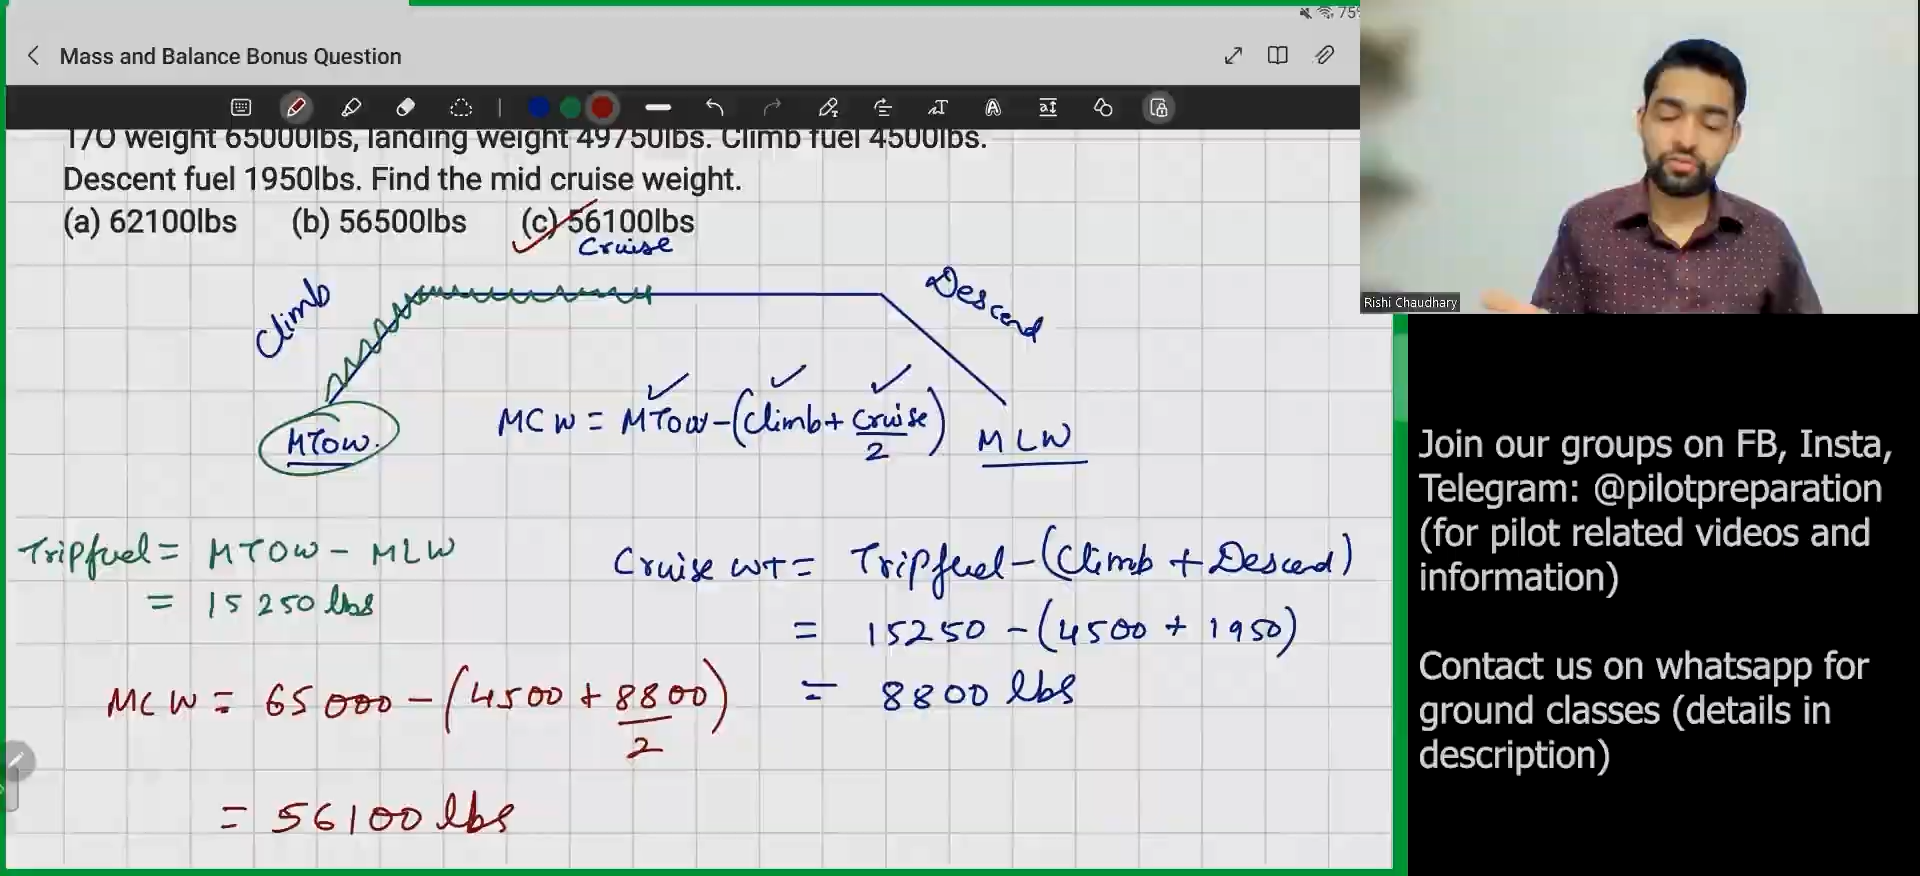 75%
Mass and Balance Bonus Question
T/O weight 65000lbs, landing weight 49750lbs. Climb fuel 4500lbs.
Descent fuel 1950lbs. Find the mid cruise weight.
(a) 62100lbs (b) 56500lbs (c) 56100lbs
Cruise
Climb
Descend
MTOW.
MCW = MTOW - (Climb + Cruise/2)
MLW
Tripfuel = MTOW - MLW
= 15250 lbs
Cruise wt = Tripfuel - (Climb + Descend)
= 15250 - (4500 + 1950)
= 8800 lbs
MCW = 65000 - (4500 + 8800/2)
= 56100 lbs
Rishi Chaudhary
Join our groups on FB, Insta,
Telegram: @pilotpreparation
(for pilot related videos and
information)
Contact us on whatsapp for
ground classes (details in
description)